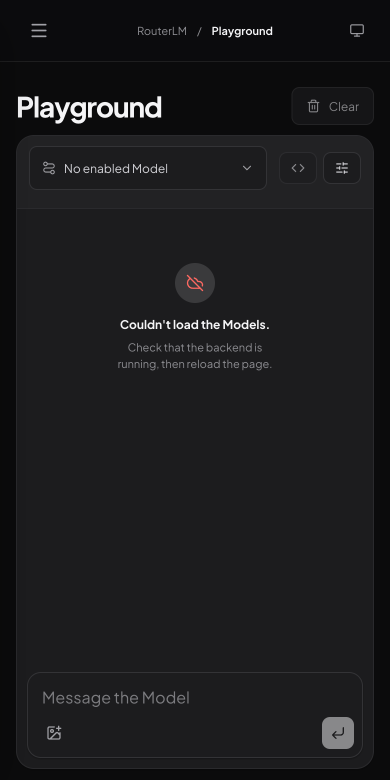 RouterLM / Playground
Playground
Clear
No enabled Model
Couldn't load the Models.
Check that the backend is
running, then reload the page.
Message the Model